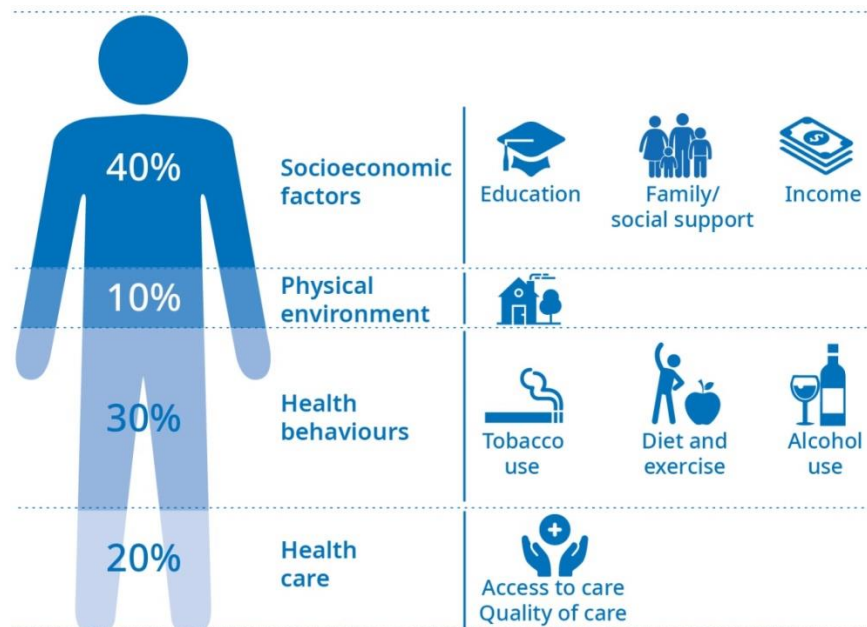 40%
Socioeconomic
factors
Education
Family/
social support
Income
10%
Physical
environment
30%
Health
behaviours
Tobacco
use
Diet and
exercise
Alcohol
use
20%
Health
care
Access to care
Quality of care